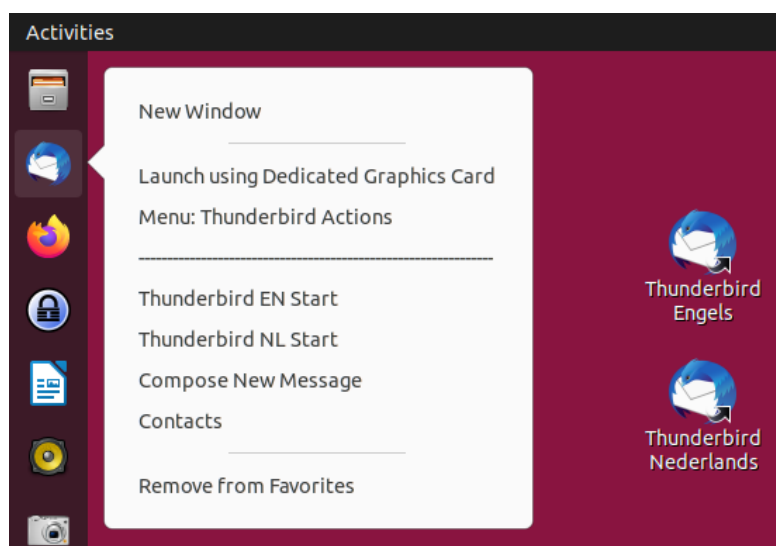 Activities
New Window
Launch using Dedicated Graphics Card
Menu: Thunderbird Actions
Thunderbird EN Start
Thunderbird NL Start
Compose New Message
Contacts
Remove from Favorites
Thunderbird
Engels
Thunderbird
Nederlands